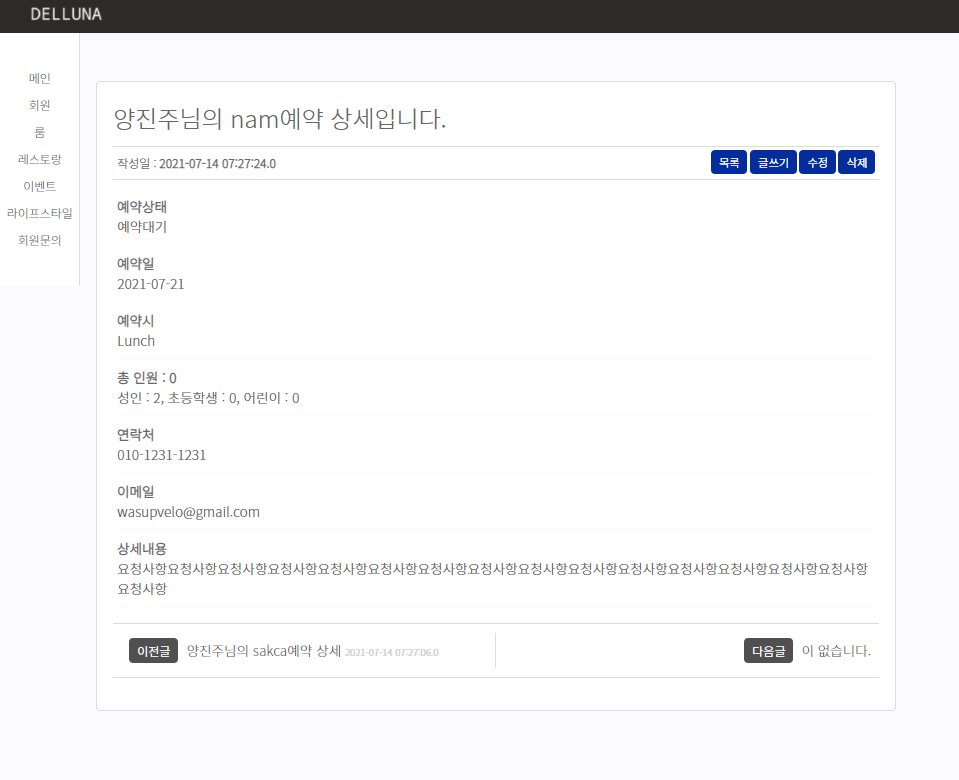 DELLUNA
메인
회원
룸
레스토랑
이벤트
라이프스타일
회원문의
양진주님의 nam예약 상세입니다.
작성일 : 2021-07-14 07:27:24.0 목록 글쓰기 수정 삭제
예약상태
예약대기
예약일
2021-07-21
예약시
Lunch
총 인원 : 0
성인 : 2, 초등학생 : 0, 어린이 : 0
연락처
010-1231-1231
이메일
wasupvelo@gmail.com
상세내용
요청사항요청사항요청사항요청사항요청사항요청사항요청사항요청사항요청사항요청사항요청사항요청사항요청사항요청사항요청사항
요청사항
이전글 양진주님의 sakca예약 상세 2021-07-14 07:27:06.0 다음글 이 없습니다.